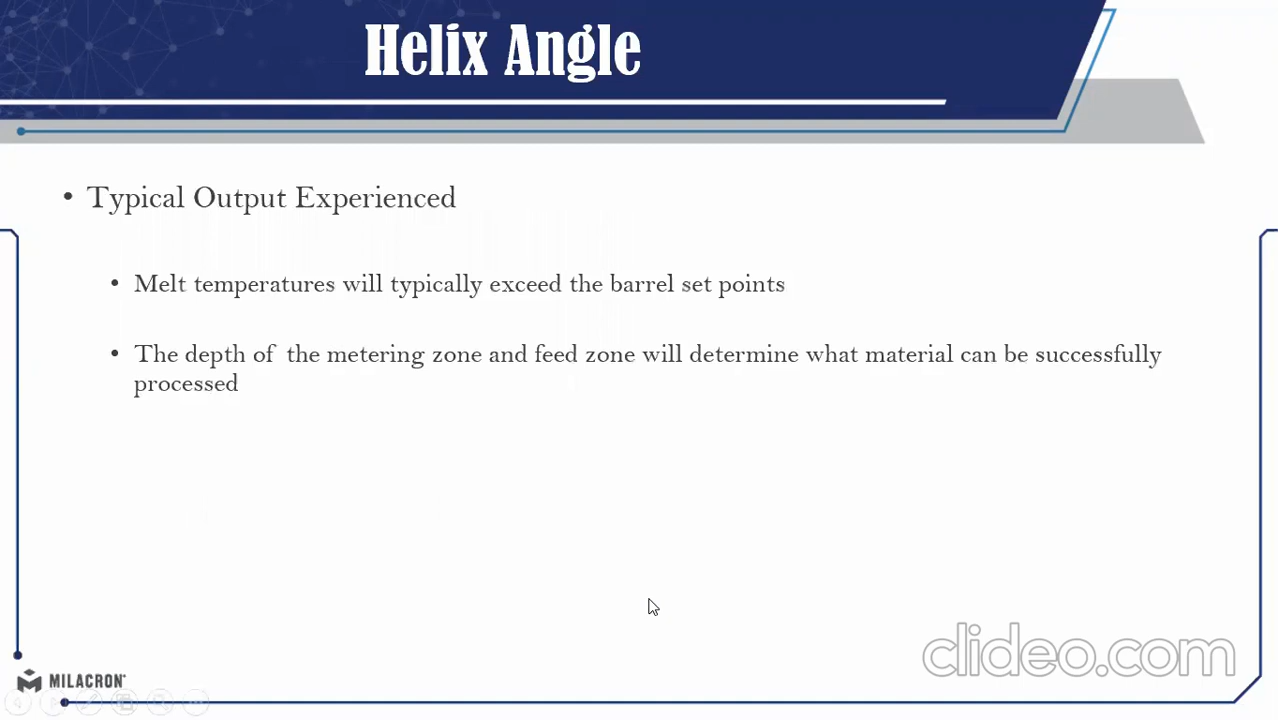 Helix Angle
• Typical Output Experienced
• Melt temperatures will typically exceed the barrel set points
• The depth of the metering zone and feed zone will determine what material can be successfully
processed
clideo.com
MILACRON